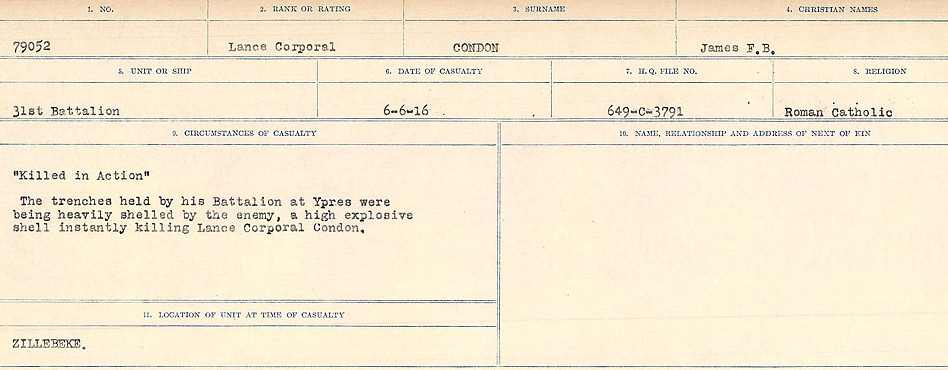 1. NO. 2. RANK OR RATING 3. SURNAME 4. CHRISTIAN NAMES
79052 Lance Corporal CONDON James F.B.
5. UNIT OR SHIP 6. DATE OF CASUALTY 7. H.Q. FILE NO. 8. RELIGION
31st Battalion 6-6-16 649-C-3791 Roman Catholic
9. CIRCUMSTANCES OF CASUALTY 10. NAME, RELATIONSHIP AND ADDRESS OF NEXT OF KIN
"Killed in Action"
The trenches held by his Battalion at Ypres were
being heavily shelled by the enemy, a high explosive
shell instantly killing Lance Corporal Condon.
11. LOCATION OF UNIT AT TIME OF CASUALTY
ZILLEBEKE.